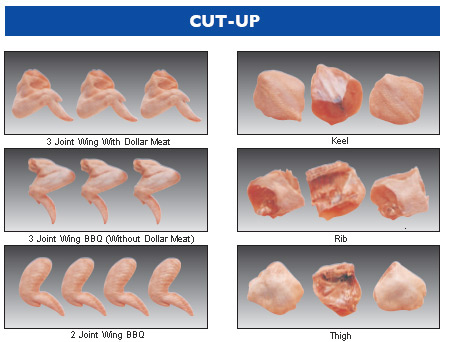 CUT-UP
3 Joint Wing With Dollar Meat
Keel
3 Joint Wing BBQ (Without Dollar Meat)
Rib
2 Joint Wing BBQ
Thigh